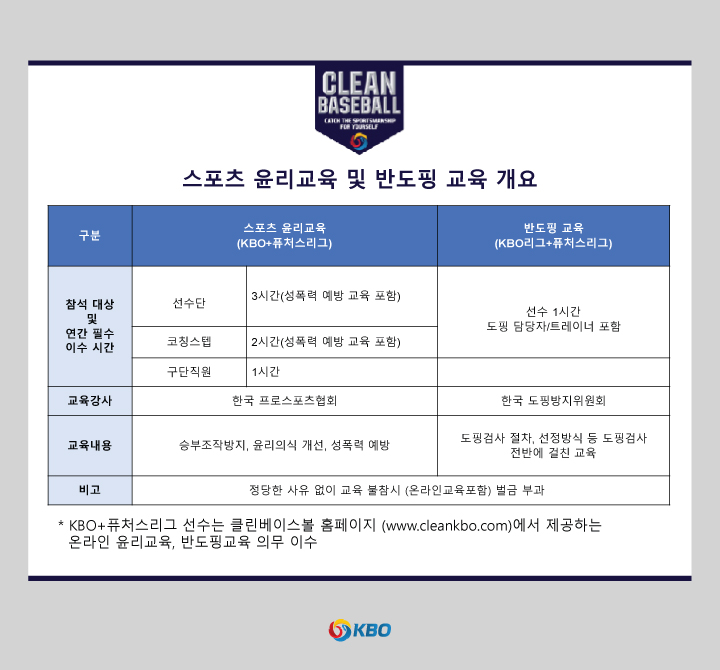 CLEAN
BASEBALL
CATCH THE SPORTSMANSHIP
FOR YOURSELF
스포츠 윤리교육 및 반도핑 교육 개요
구분
스포츠 윤리교육
(KBO+퓨처스리그)
반도핑 교육
(KBO리그+퓨처스리그)
참석 대상
및
연간 필수
이수 시간
선수단
3시간(성폭력 예방 교육 포함)
선수 1시간
도핑 담당자/트레이너 포함
코칭스텝
2시간(성폭력 예방 교육 포함)
구단직원
1시간
교육강사
한국 프로스포츠협회
한국 도핑방지위원회
교육내용
승부조작방지, 윤리의식 개선, 성폭력 예방
도핑검사 절차, 선정방식 등 도핑검사
전반에 걸친 교육
비고
정당한 사유 없이 교육 불참시 (온라인교육포함) 벌금 부과
* KBO+퓨처스리그 선수는 클린베이스볼 홈페이지 (www.cleankbo.com)에서 제공하는
온라인 윤리교육, 반도핑교육 의무 이수
KBO